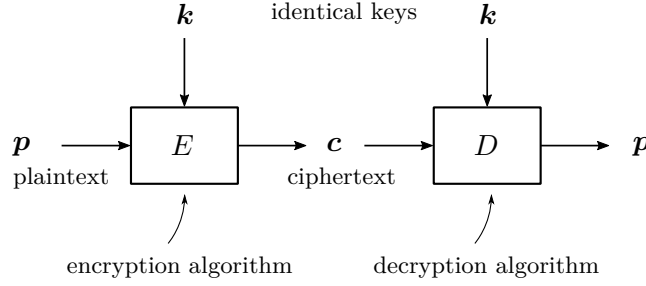 k identical keys k
p E c D p
plaintext ciphertext
encryption algorithm decryption algorithm